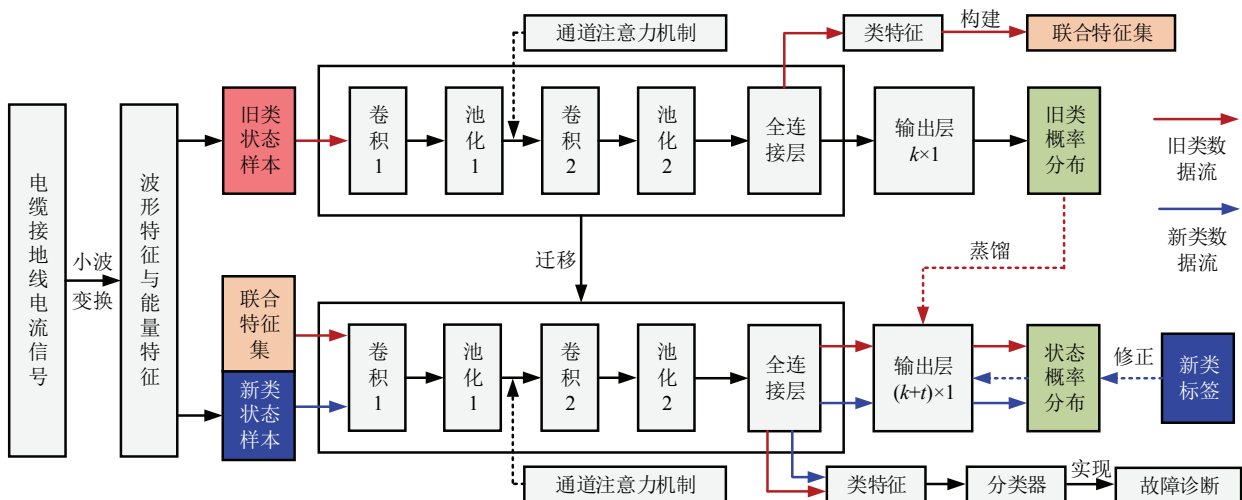 通道注意力机制
类特征
构建
联合特征集
电缆接地线电流信号
小波
变换
波形特征与能量特征
旧类
状态
样本
卷积1
池化1
卷积2
池化2
全连
接层
输出层
k×1
旧类
概率
分布
旧类数
据流
新类数
据流
迁移
蒸馏
联合
特征
集
新类
状态
样本
卷积1
池化1
卷积2
池化2
全连
接层
输出层
(k+t)×1
状态
概率
分布
修正
新类
标签
通道注意力机制
类特征
分类器
实现
故障诊断